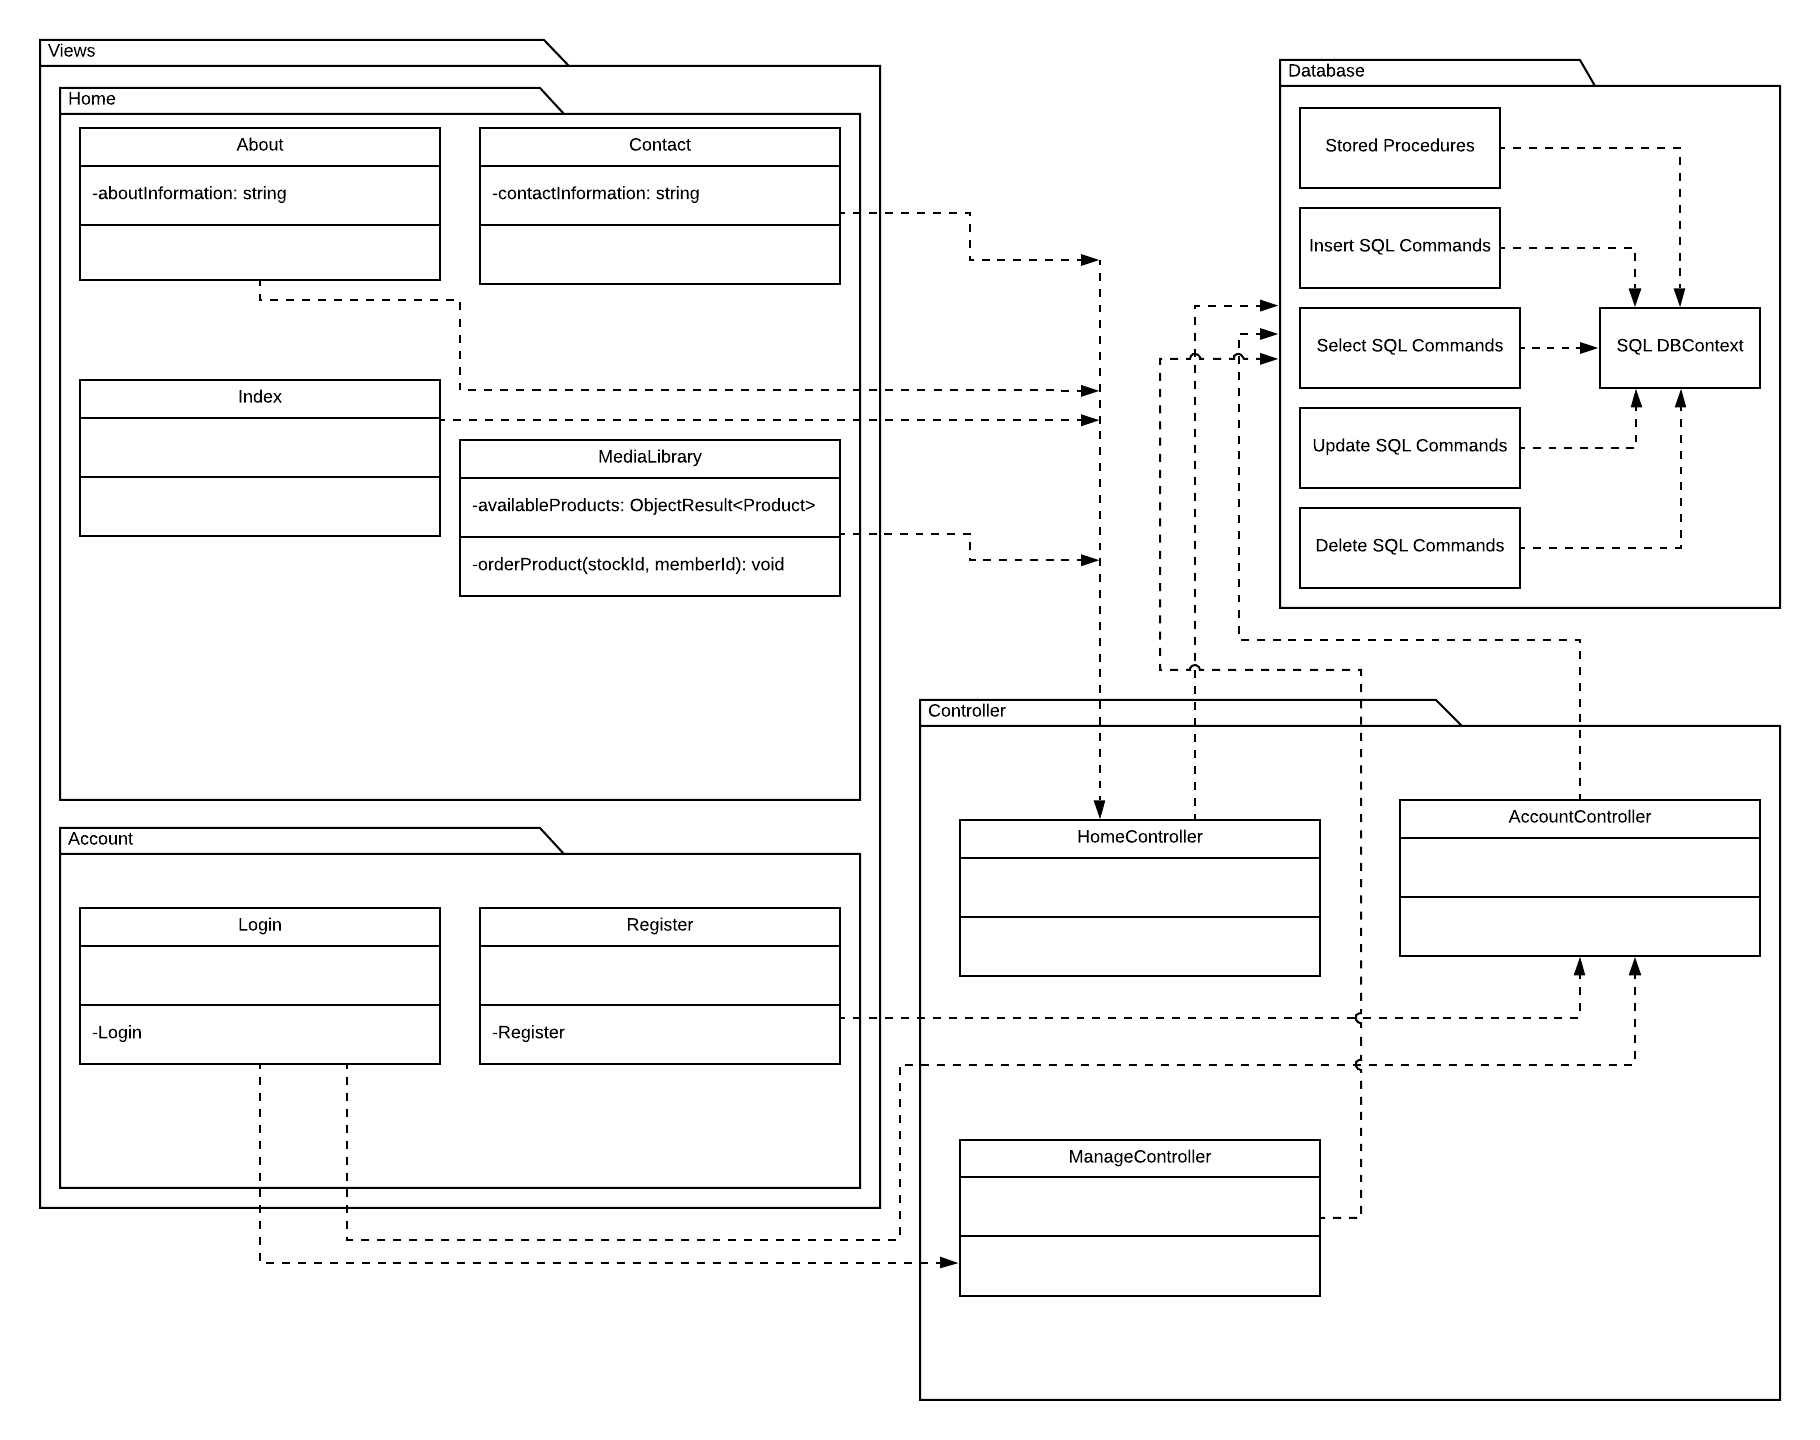 Views
Home
About
-aboutInformation: string
Contact
-contactInformation: string
Index
MediaLibrary
-availableProducts: ObjectResult<Product>
-orderProduct(stockId, memberId): void
Account
Login
-Login
Register
-Register
Database
Stored Procedures
Insert SQL Commands
Select SQL Commands
SQL DBContext
Update SQL Commands
Delete SQL Commands
Controller
HomeController
AccountController
ManageController